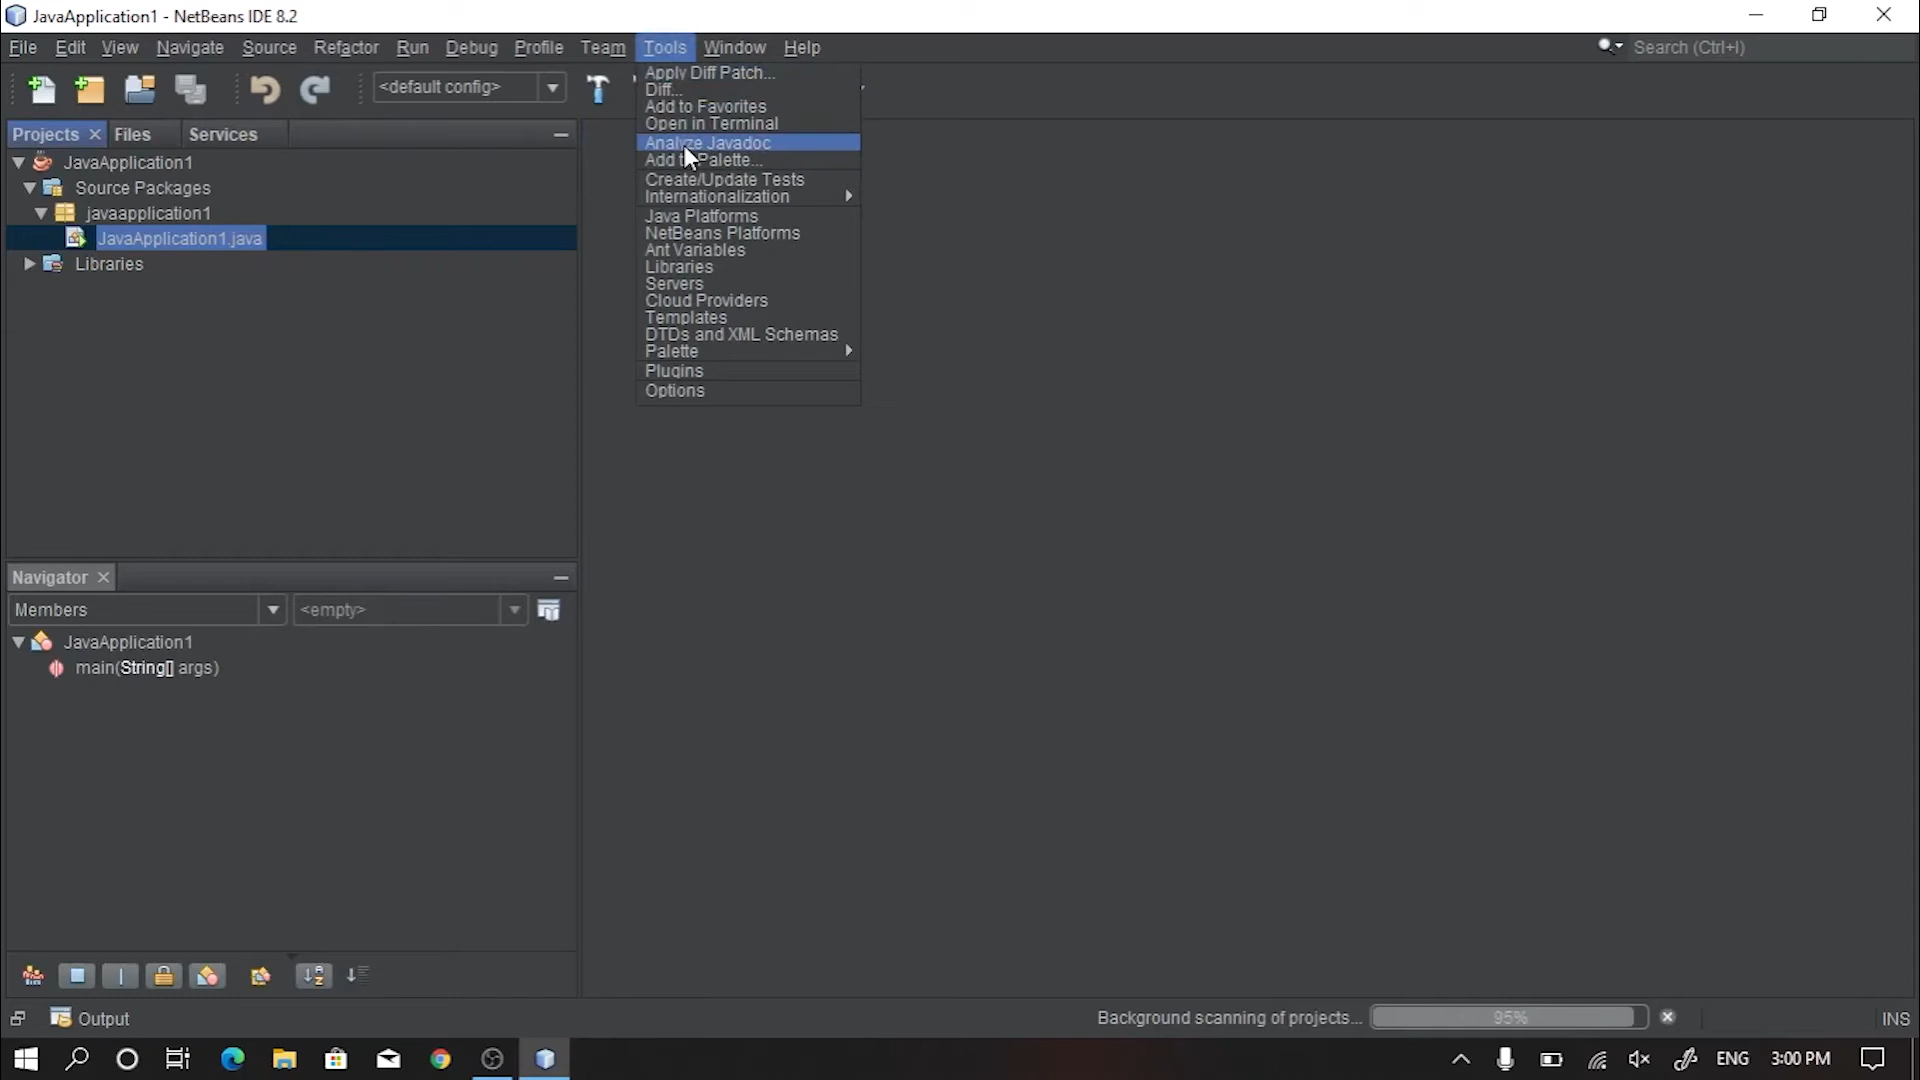 JavaApplication1 - NetBeans IDE 8.2
File Edit View Navigate Source Refactor Run Debug Profile Team Tools Window Help
Search (Ctrl+I)
<default config>
Apply Diff Patch...
Diff...
Add to Favorites
Open in Terminal
Analyze Javadoc
Add to Palette...
Create/Update Tests
Internationalization
Java Platforms
NetBeans Platforms
Ant Variables
Libraries
Servers
Cloud Providers
Templates
DTDs and XML Schemas
Palette
Plugins
Options
Projects Files Services
JavaApplication1
Source Packages
javaapplication1
JavaApplication1.java
Libraries
Navigator
Members <empty>
JavaApplication1
main(String[] args)
Output
Background scanning of projects... 95% INS
ENG 3:00 PM